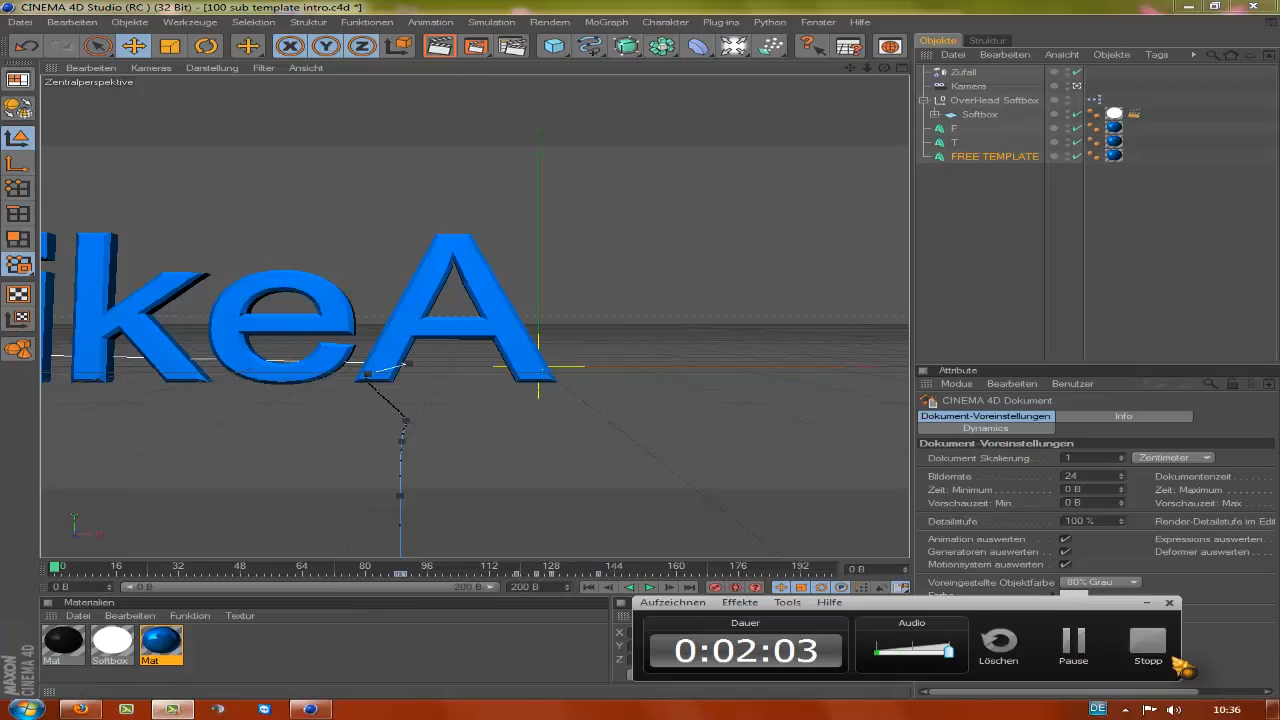 CINEMA 4D Studio (RC) (32 Bit) - [100 sub template intro.c4d *]
Datei Bearbeiten Objekte Werkzeuge Selektion Struktur Funktionen Animation Simulation Rendern MoGraph Charakter Plug-ins Python Fenster Hilfe
Objekte Struktur
Bearbeiten Kameras Darstellung Filter Ansicht
Datei Bearbeiten Ansicht Objekte Tags
Zentralperspektive
Zufall
Kamera
OverHead Softbox
Softbox
F
T
FREE TEMPLATE
ikeA
Attribute
Modus Bearbeiten Benutzer
CINEMA 4D Dokument
Dokument-Voreinstellungen Info
Dynamics
Dokument-Voreinstellungen
Dokument Skalierung 1 Zentimeter
Bilderrate 24 Dokumentenzeit
Zeit: Minimum 0 B Zeit: Maximum
Vorschauzeit: Min. 0 B Vorschauzeit: Max
Detailstufe 100 % Render-Detailstufe im Edit
Animation auswerten Expressions auswerten
Generatoren auswerten Deformer auswerten
Motionsystem auswerten
Voreingestellte Objektfarbe 80% Grau
Farbe
Y X
0 16 32 48 64 80 96 112 128 144 160 176 192 0 B
0 B 0 B 200 B 200 B
Materialien
Datei Bearbeiten Funktion Textur
Mat Softbox Mat
X
Y
Z
Aufzeichnen Effekte Tools Hilfe
Dauer Audio
0:02:03
Löschen Pause Stopp
MAXON CINEMA 4D
DE 10:36